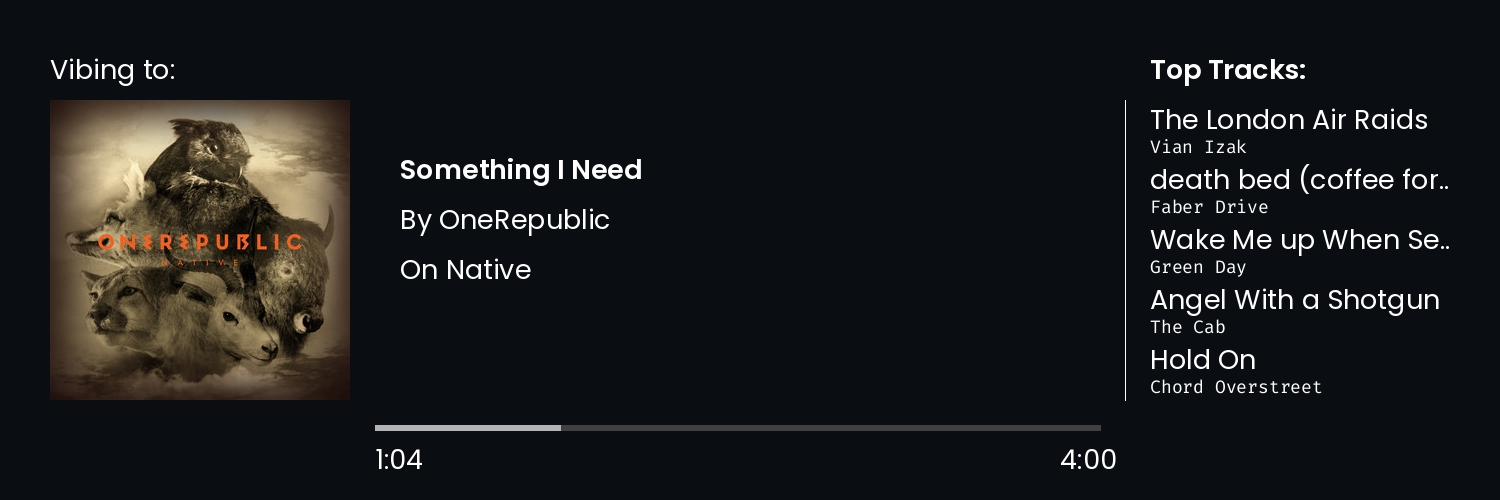 Vibing to:
ONEREPUBLIC
NATIVE
Something I Need
By OneRepublic
On Native
1:04
4:00
Top Tracks:
The London Air Raids
Vian Izak
death bed (coffee for..
Faber Drive
Wake Me up When Se..
Green Day
Angel With a Shotgun
The Cab
Hold On
Chord Overstreet